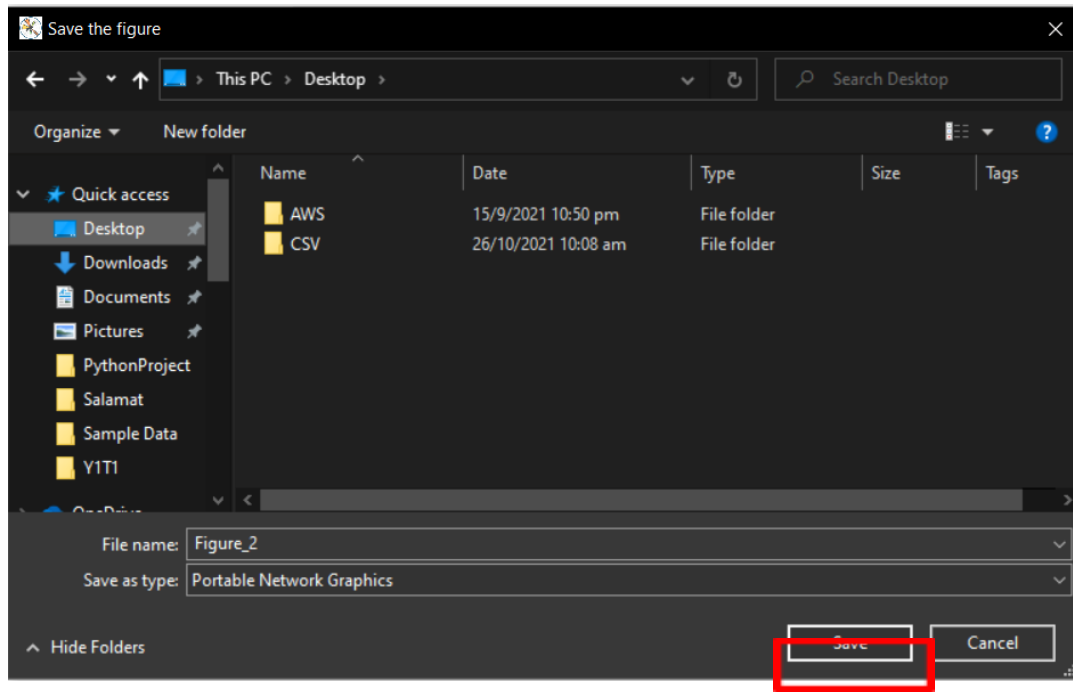 Save the figure
This PC > Desktop >
Search Desktop
Organize New folder
?
Name Date Type Size Tags
Quick access
Desktop
Downloads
Documents
Pictures
PythonProject
Salamat
Sample Data
Y1T1
OneDrive
AWS 15/9/2021 10:50 pm File folder
CSV 26/10/2021 10:08 am File folder
File name: Figure_2
Save as type: Portable Network Graphics
Hide Folders
Save Cancel